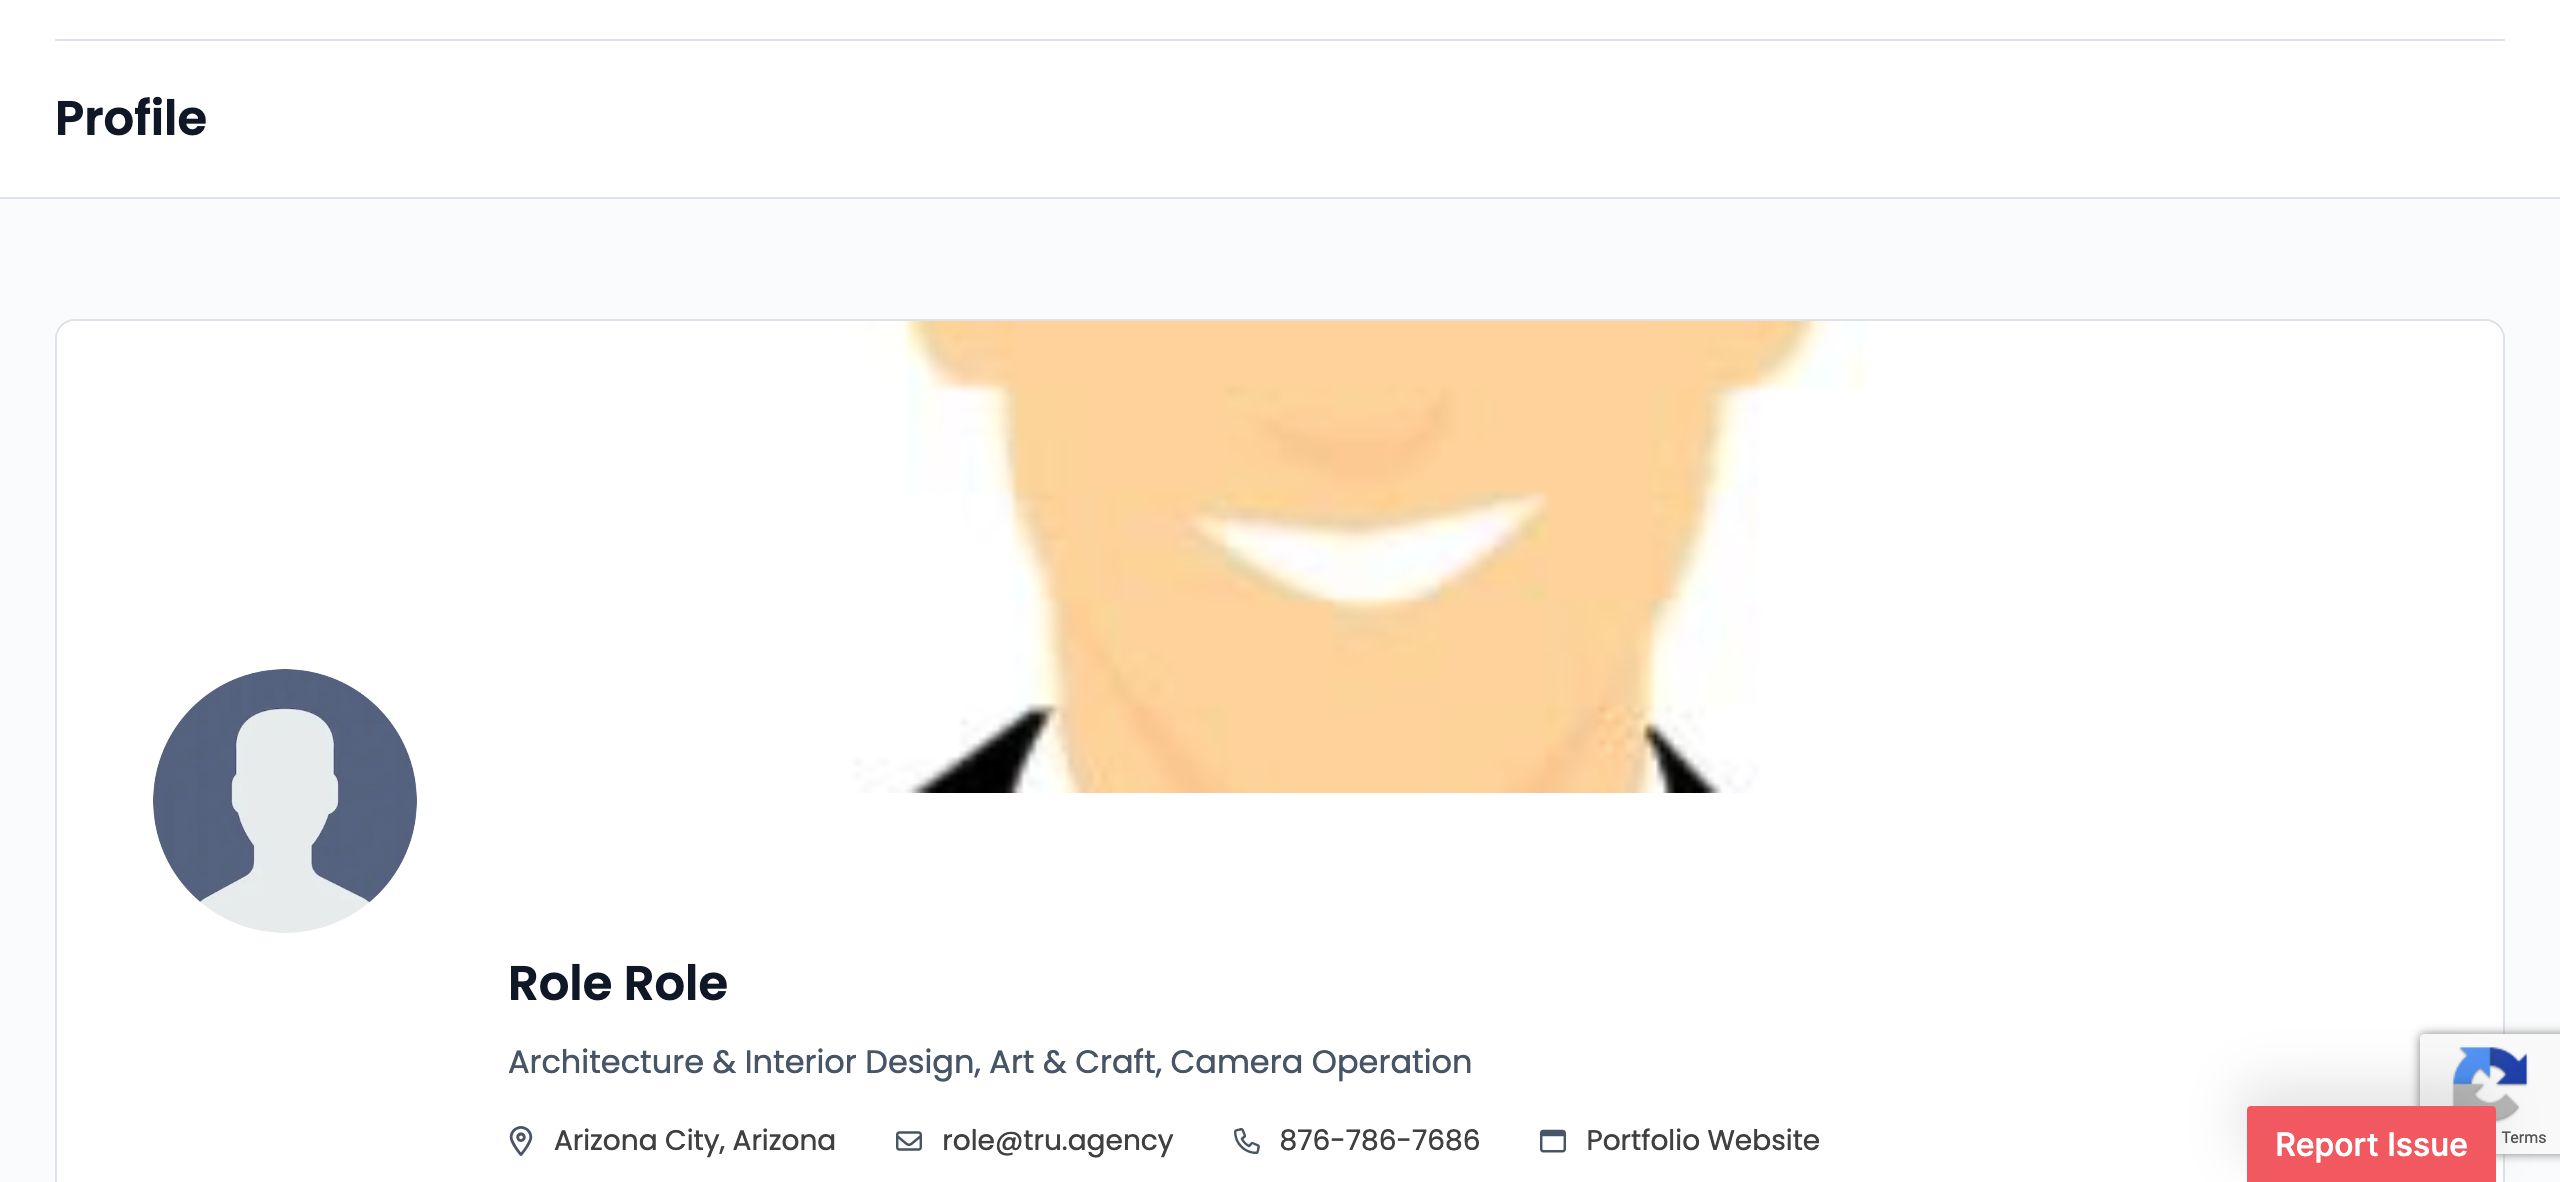 Profile
Role Role
Architecture & Interior Design, Art & Craft, Camera Operation
Arizona City, Arizona role@tru.agency 876-786-7686 Portfolio Website
Report Issue
Terms